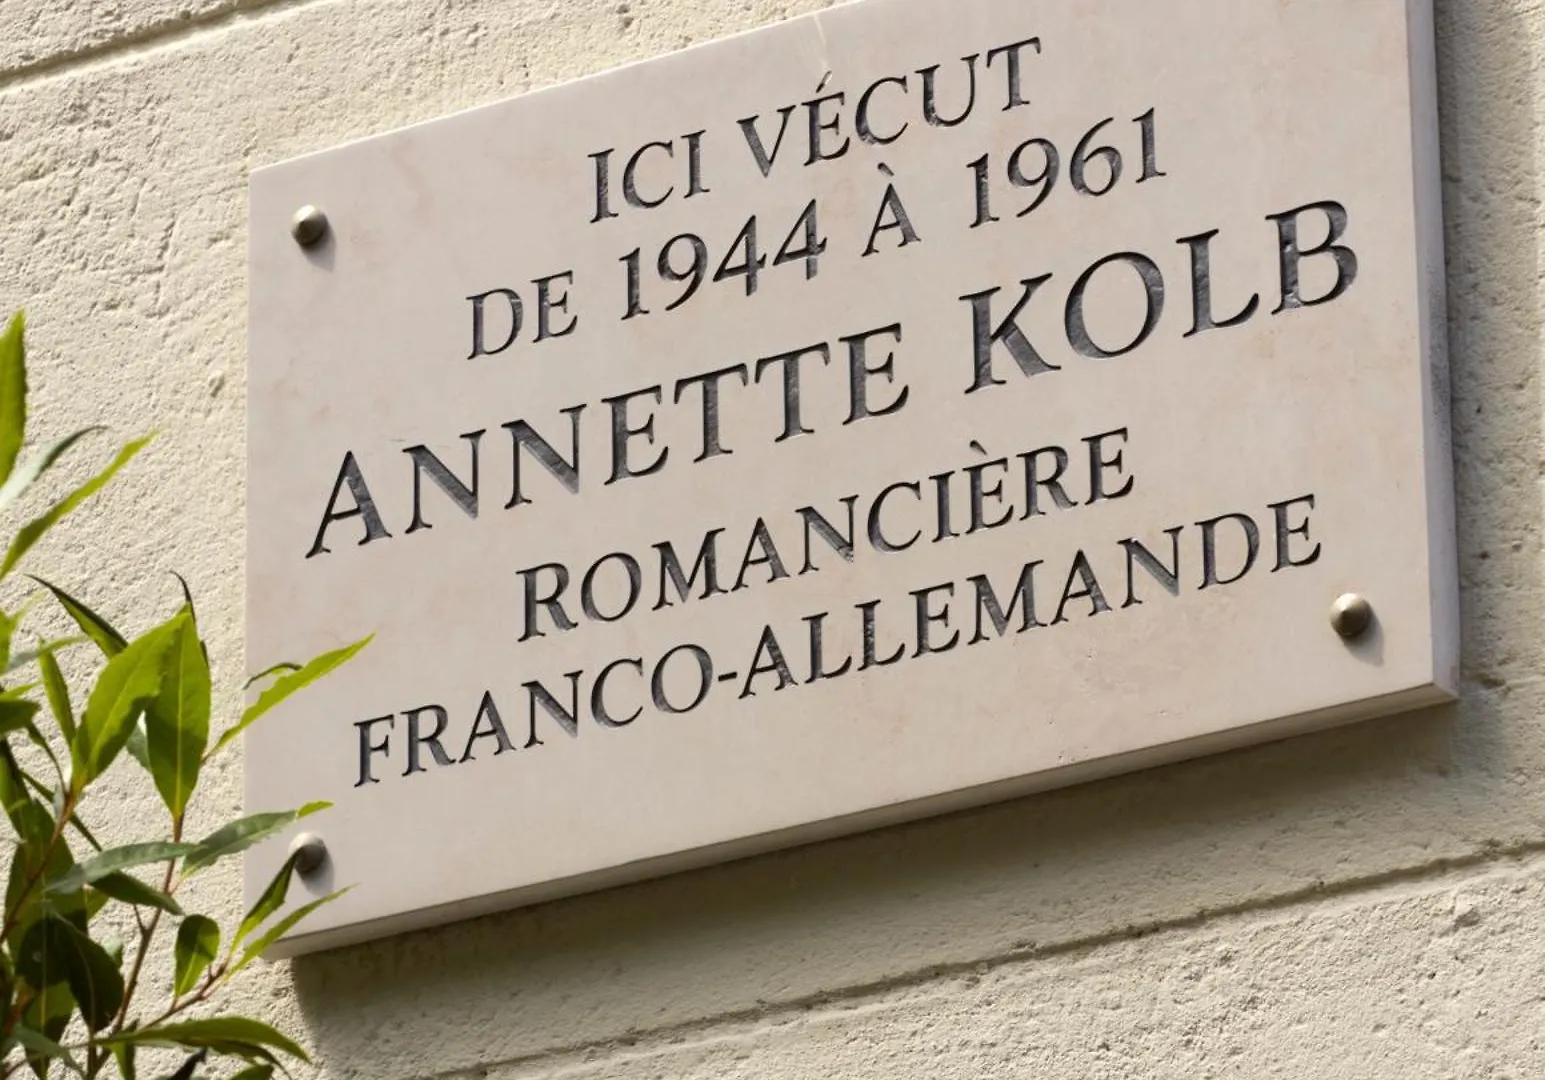 ICI VÉCUT
DE 1944 À 1961
ANNETTE KOLB
ROMANCIÈRE
FRANCO-ALLEMANDE